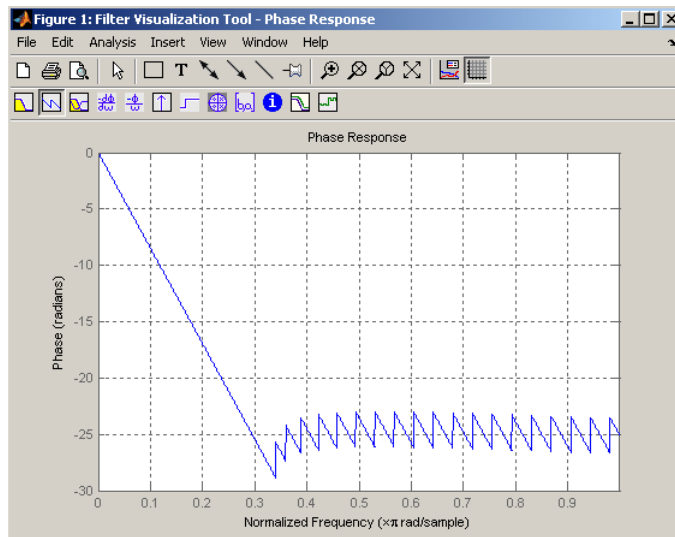 Figure 1: Filter Visualization Tool - Phase Response
File Edit Analysis Insert View Window Help
T
[b,a]
i
Phase Response
0
-5
-10
-15
-20
-25
-30
Phase (radians)
0 0.1 0.2 0.3 0.4 0.5 0.6 0.7 0.8 0.9
Normalized Frequency (×π rad/sample)